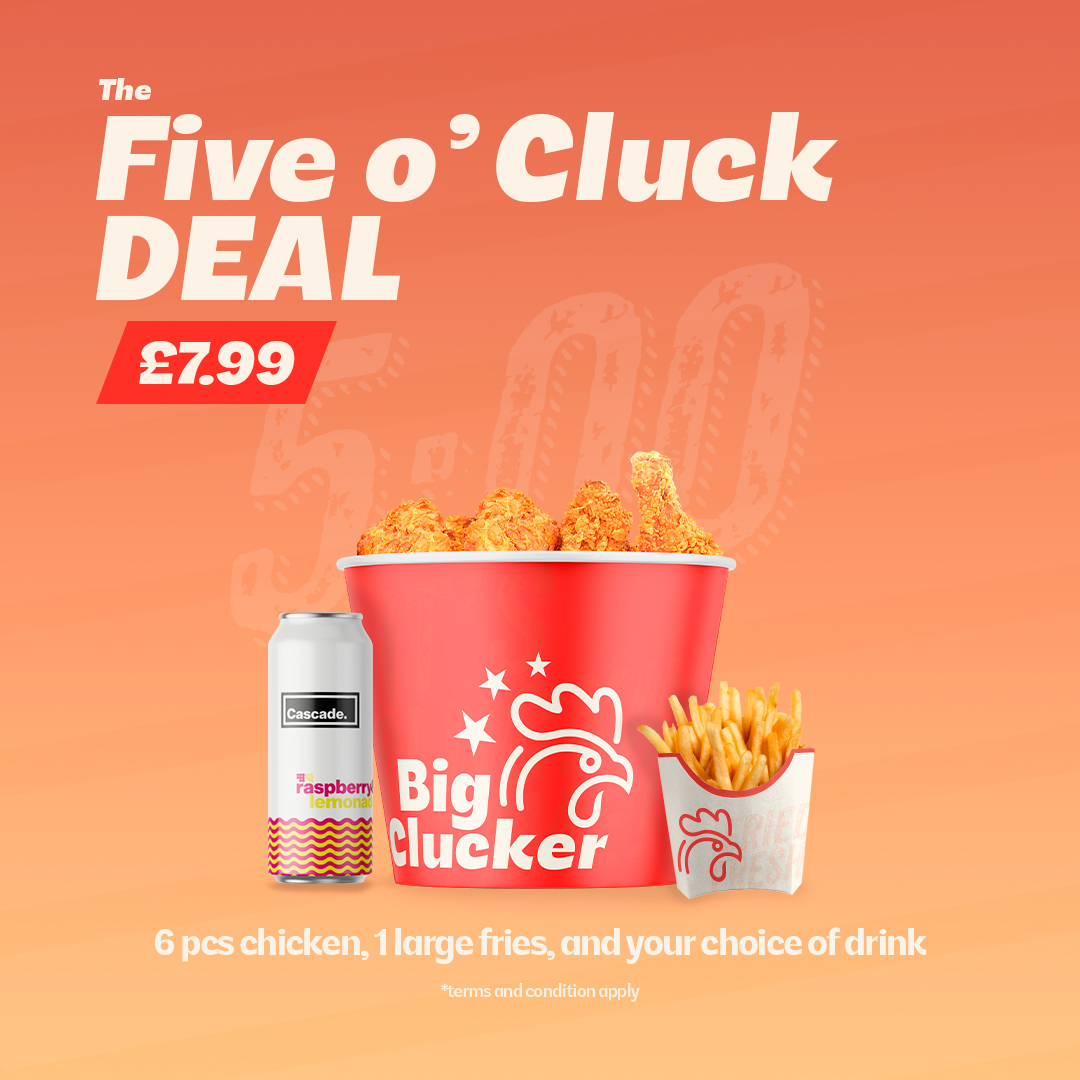 The
Five o’ Cluck
DEAL
£7.99
5:00
Cascade.
raspberry
Big
Clucker
6 pcs chicken, 1 large fries, and your choice of drink
*terms and condition apply